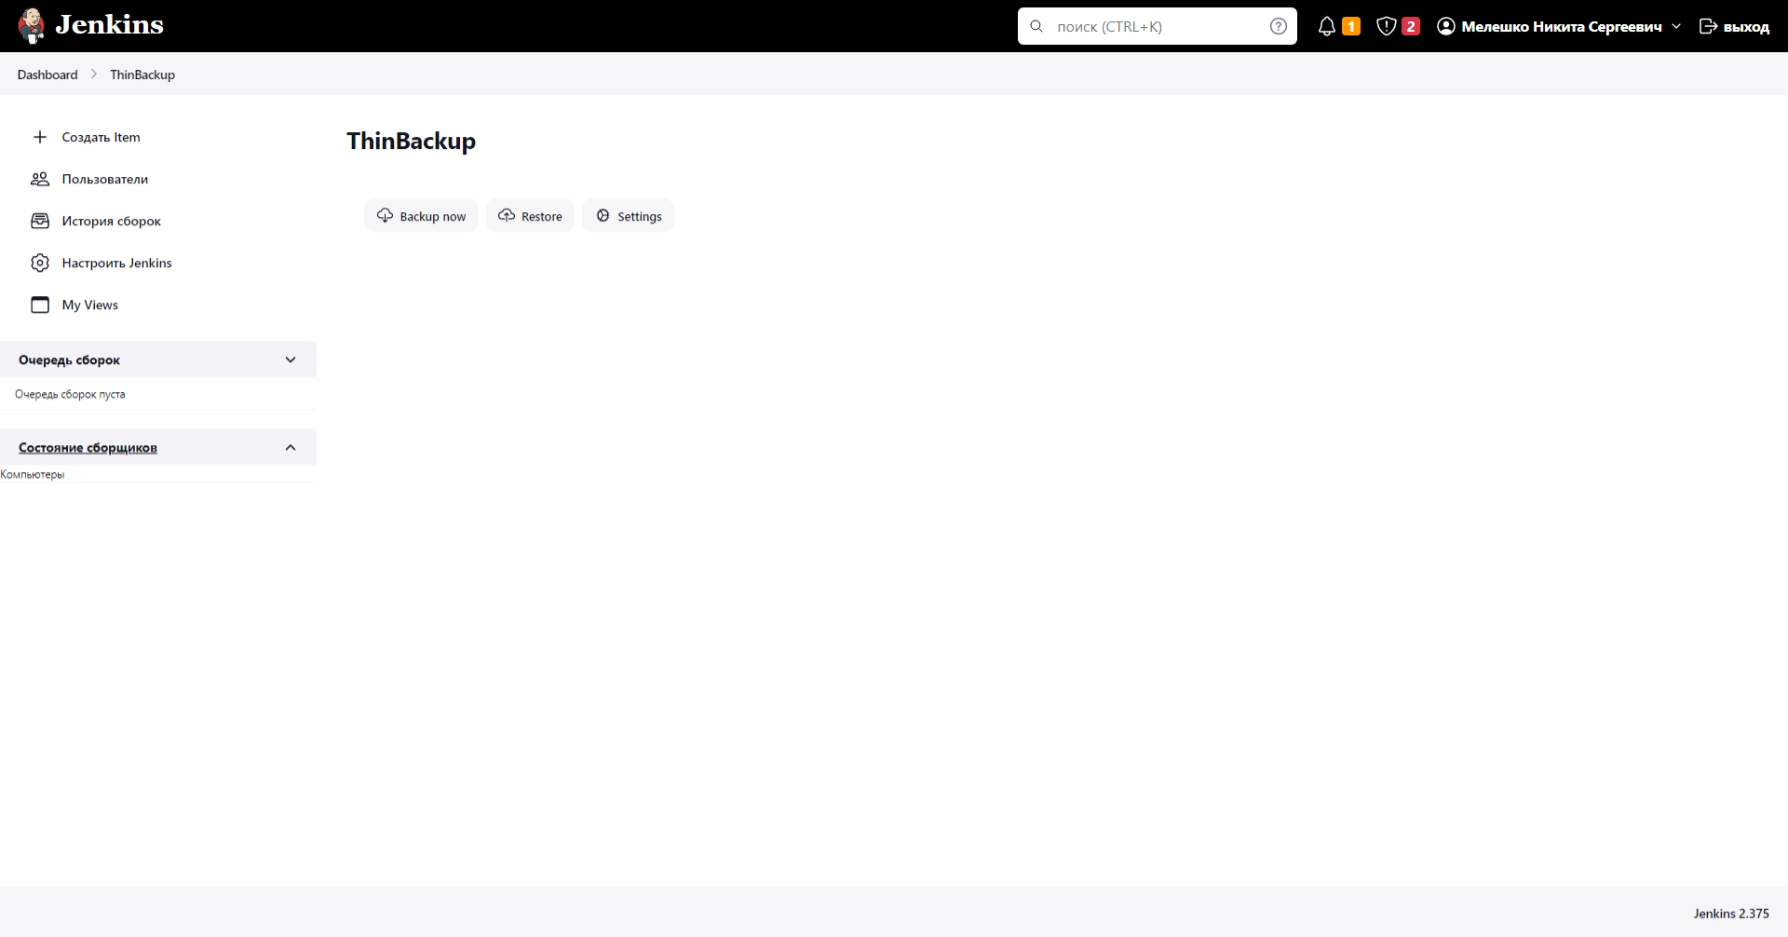 Jenkins
поиск (CTRL+K)
1
2
Мелешко Никита Сергеевич
выход
Dashboard
ThinBackup
Создать Item
Пользователи
История сборок
Настроить Jenkins
My Views
Очередь сборок
Очередь сборок пуста
Состояние сборщиков
Компьютеры
ThinBackup
Backup now
Restore
Settings
Jenkins 2.375